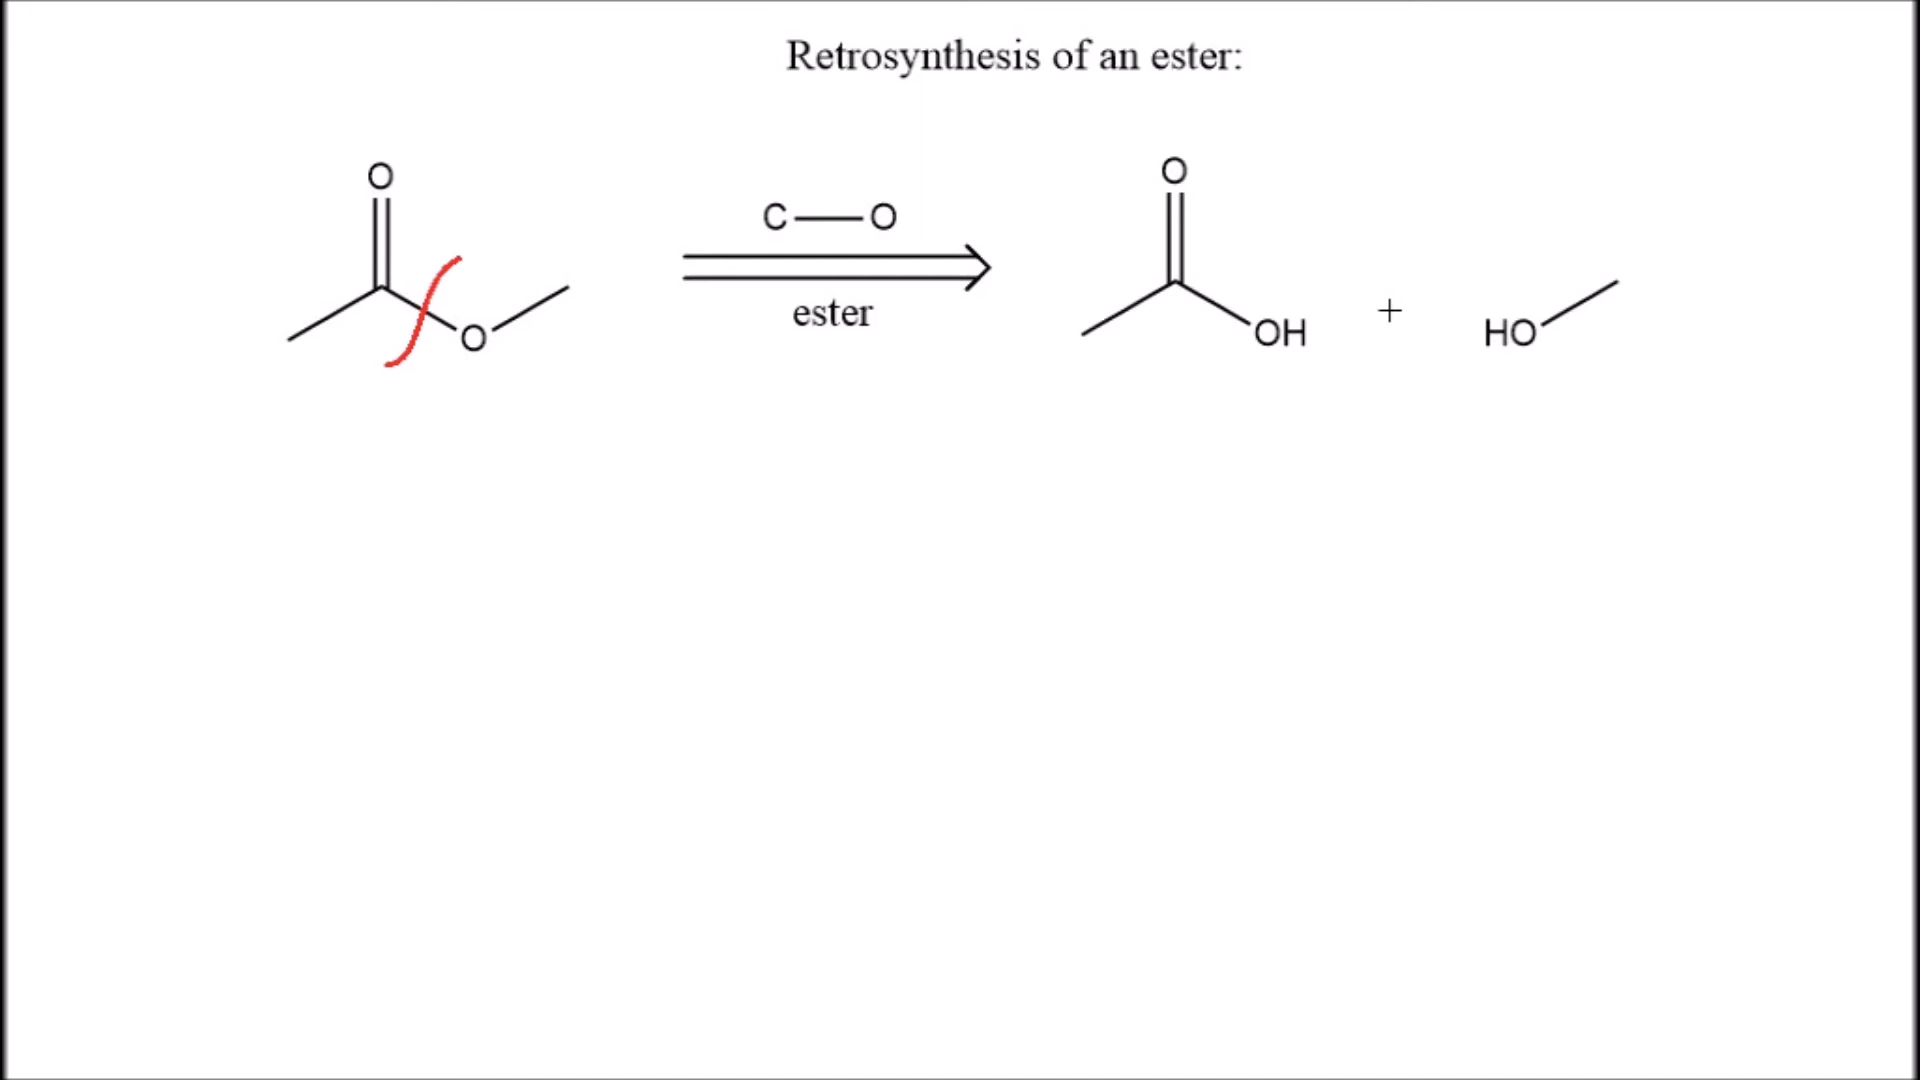 Retrosynthesis of an ester:
O
O
C — O
ester
O
OH
+
HO